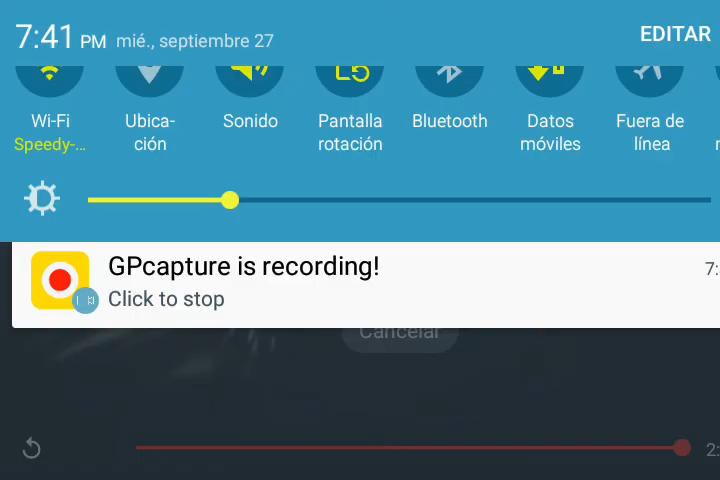 7:41 PM mié., septiembre 27
EDITAR
Wi-Fi
Speedy-...
Ubica-
ción
Sonido
Pantalla
rotación
Bluetooth
Datos
móviles
Fuera de
línea
GPcapture is recording!
7:
Click to stop
Cancelar
2: